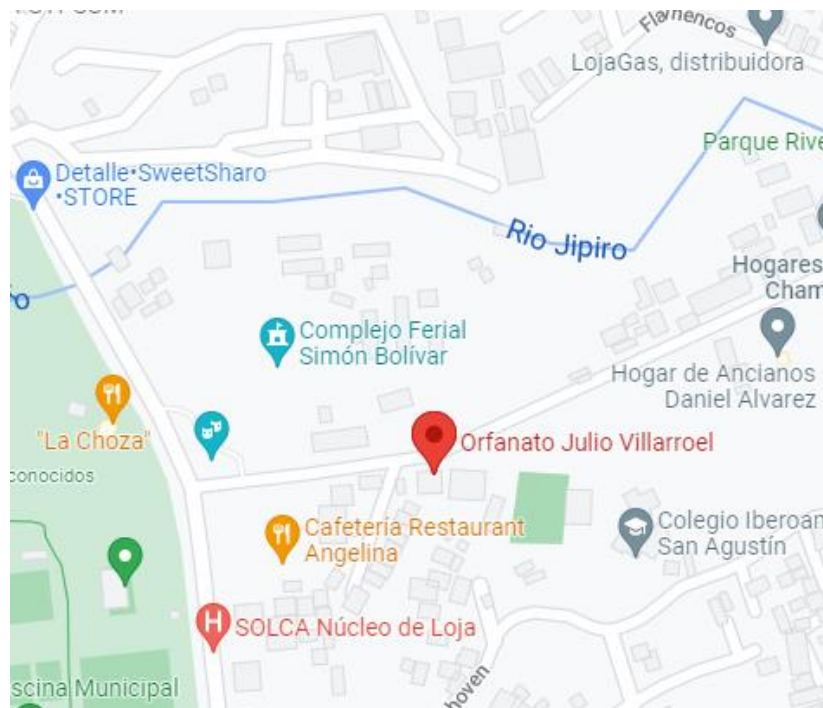 Flamencos
LojaGas, distribuidora
Parque Rive
Detalle•SweetSharo
•STORE
Rio Jipiro
o
Hogares
Cham
Complejo Ferial
Simón Bolívar
Hogar de Ancianos
Daniel Alvarez
"La Choza"
Orfanato Julio Villarroel
conocidos
Cafetería Restaurant
Angelina
Colegio Iberoan
San Agustín
H
SOLCA Núcleo de Loja
hoven
scina Municipal